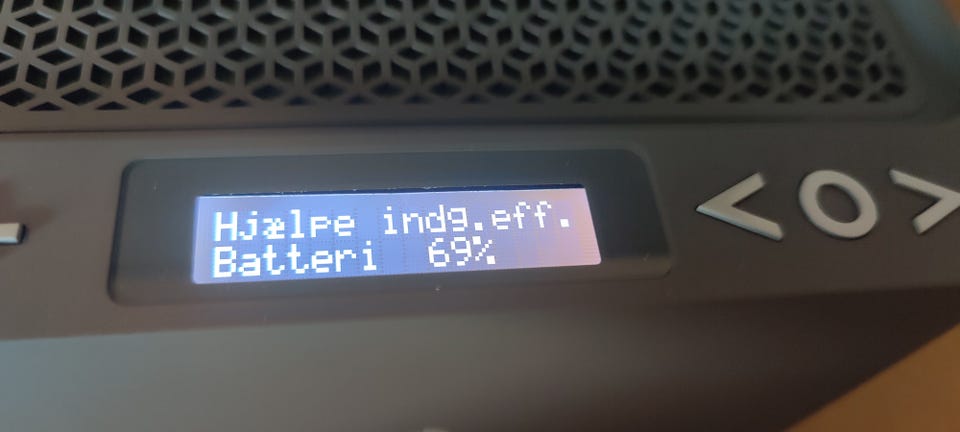 Hjælpe indg.eff.
Batteri 69%